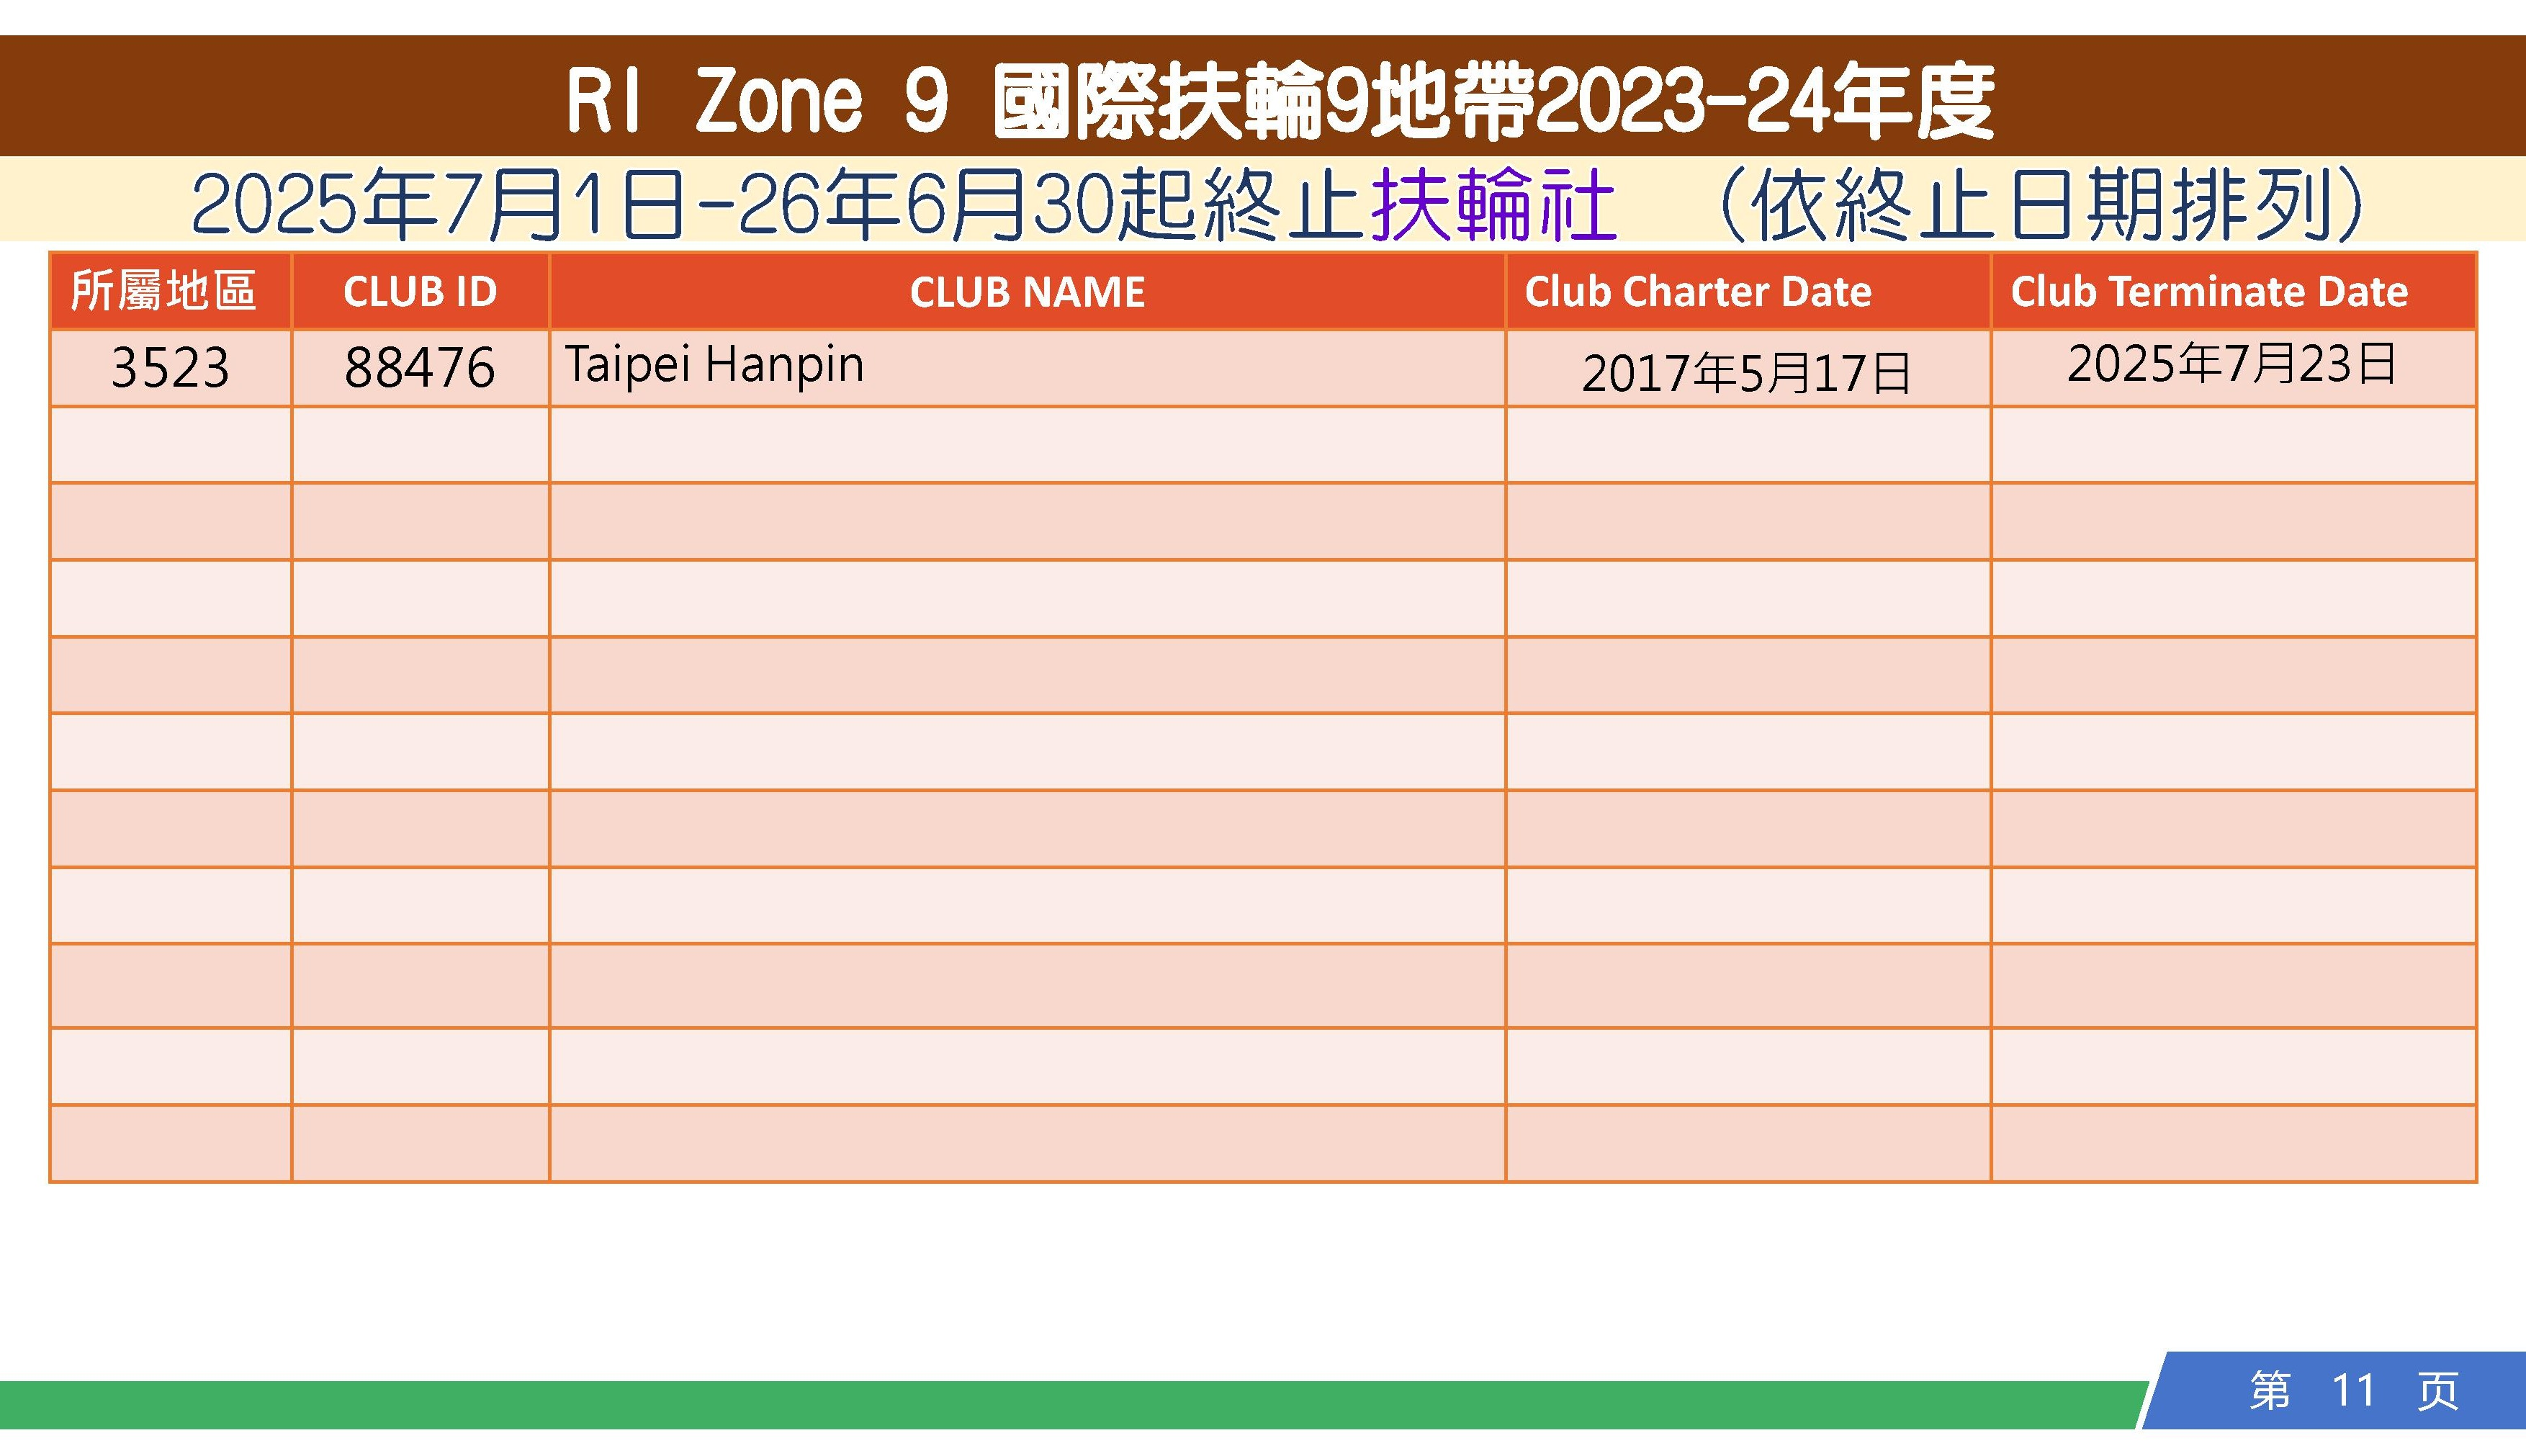 RI Zone 9 國際扶輪9地帶2023-24年度
2025年7月1日-26年6月30起終止扶輪社 (依終止日期排列)
所屬地區 CLUB ID CLUB NAME Club Charter Date Club Terminate Date
3523 88476 Taipei Hanpin 2017年5月17日 2025年7月23日
第 11 页